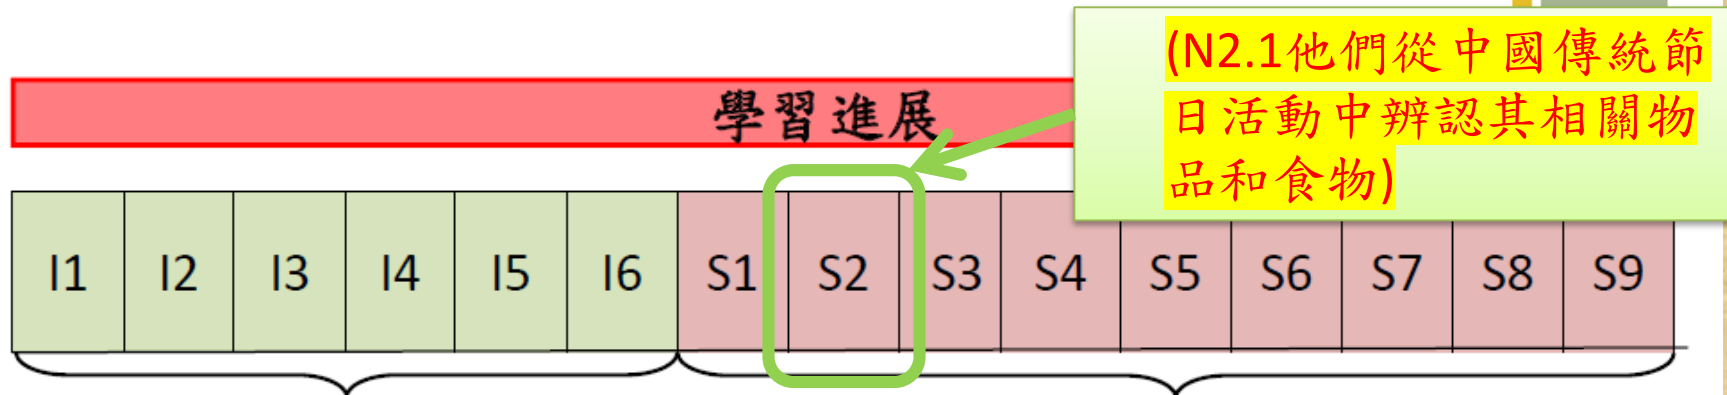 (N2.1他們從中國傳統節
日活動中辨認其相關物
品和食物)
學習進展
I1 I2 I3 I4 I5 I6 S1 S2 S3 S4 S5 S6 S7 S8 S9